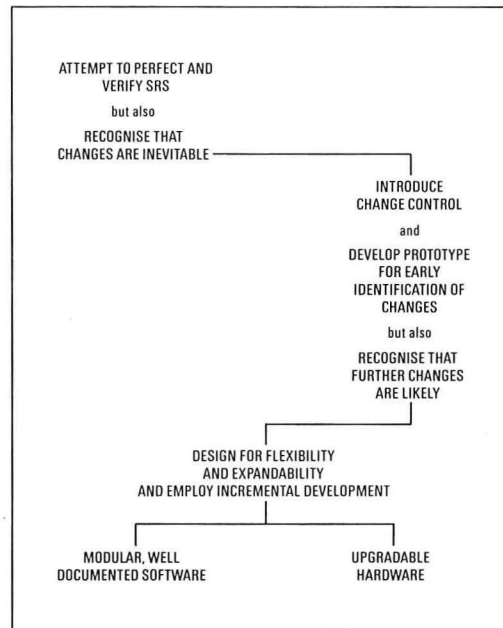 ATTEMPT TO PERFECT AND
VERIFY SRS
but also
RECOGNISE THAT
CHANGES ARE INEVITABLE
INTRODUCE
CHANGE CONTROL
and
DEVELOP PROTOTYPE
FOR EARLY
IDENTIFICATION OF
CHANGES
but also
RECOGNISE THAT
FURTHER CHANGES
ARE LIKELY
DESIGN FOR FLEXIBILITY
AND EXPANDABILITY
AND EMPLOY INCREMENTAL DEVELOPMENT
MODULAR, WELL
DOCUMENTED SOFTWARE
UPGRADABLE
HARDWARE